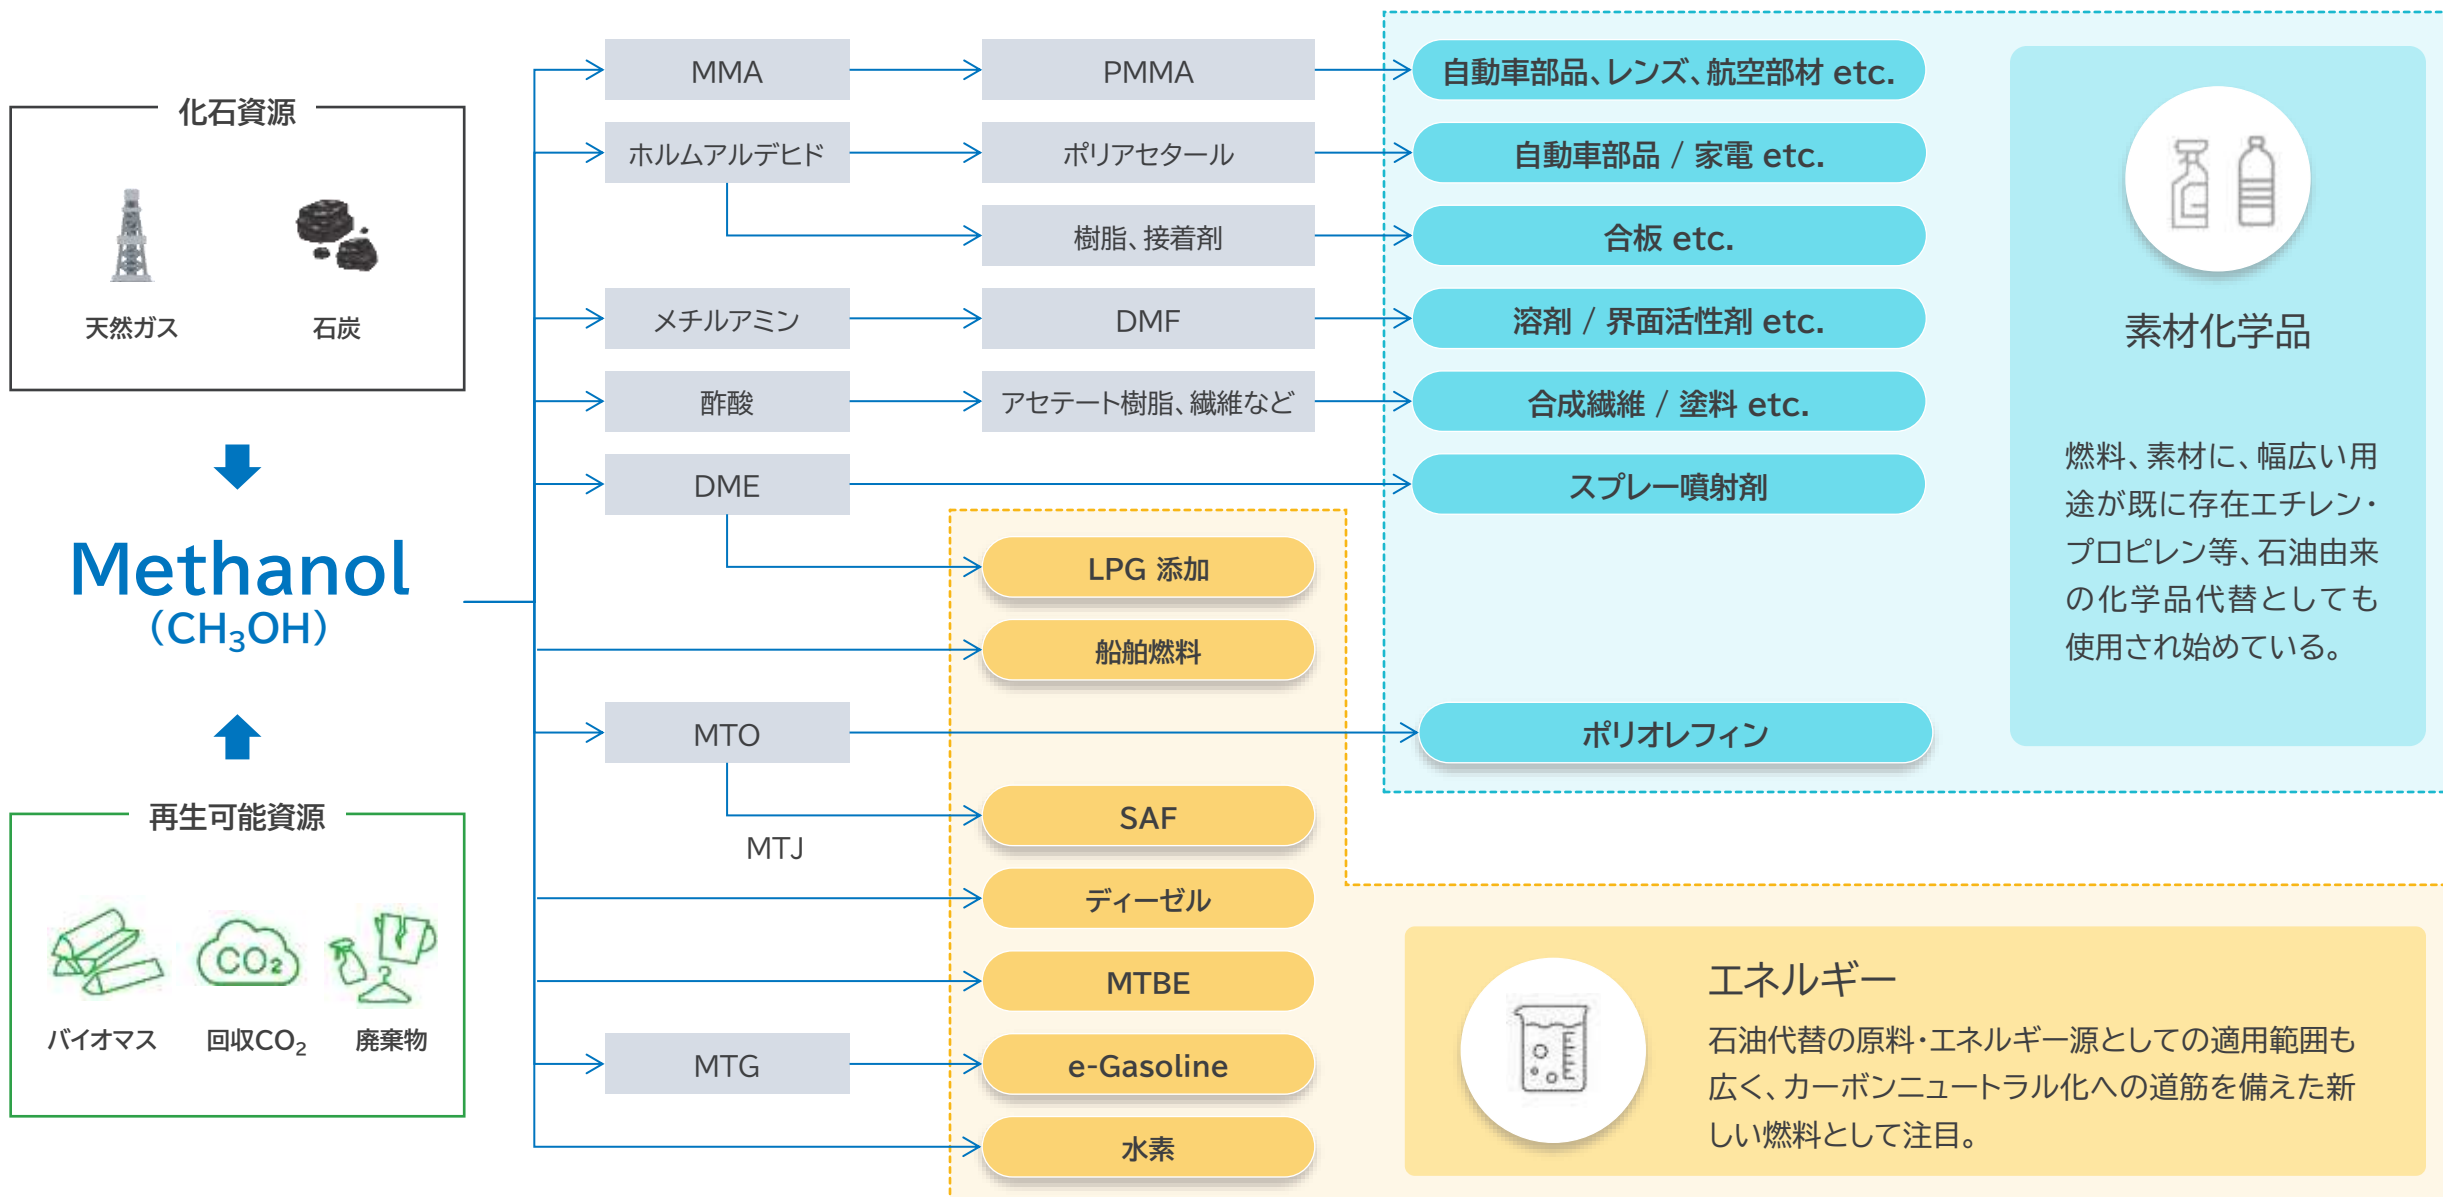 化石資源
天然ガス
石炭
Methanol
(CH₃OH)
再生可能資源
CO₂
バイオマス
回収CO₂
廃棄物
MMA
PMMA
自動車部品、レンズ、航空部材 etc.
ホルムアルデヒド
ポリアセタール
自動車部品 / 家電 etc.
樹脂、接着剤
合板 etc.
メチルアミン
DMF
溶剤 / 界面活性剤 etc.
酢酸
アセテート樹脂、繊維など
合成繊維 / 塗料 etc.
DME
スプレー噴射剤
LPG 添加
船舶燃料
MTO
ポリオレフィン
SAF
MTJ
ディーゼル
MTBE
MTG
e-Gasoline
水素
素材化学品
燃料、素材に、幅広い用
途が既に存在エチレン・
プロピレン等、石油由来
の化学品代替としても
使用され始めている。
エネルギー
石油代替の原料・エネルギー源としての適用範囲も
広く、カーボンニュートラル化への道筋を備えた新
しい燃料として注目。